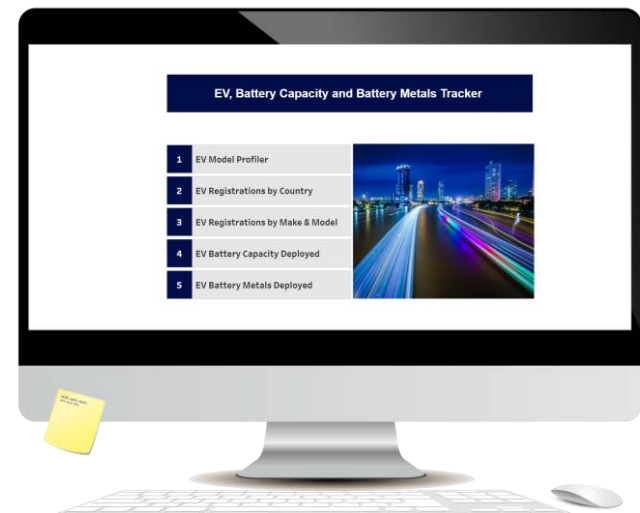 EV, Battery Capacity and Battery Metals Tracker
1 EV Model Profiler
2 EV Registrations by Country
3 EV Registrations by Make & Model
4 EV Battery Capacity Deployed
5 EV Battery Metals Deployed